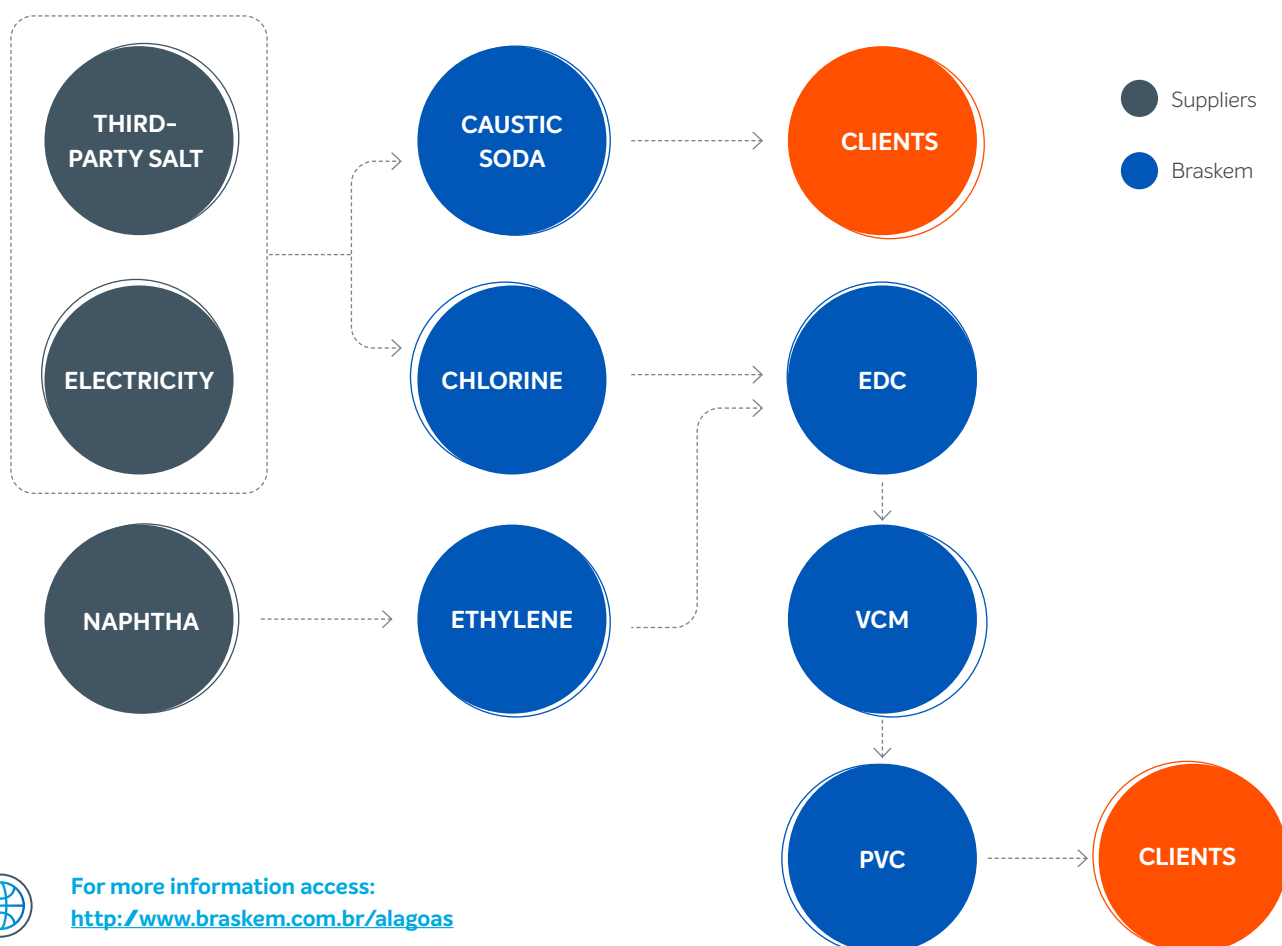 THIRD-
PARTY SALT
CAUSTIC
SODA
CLIENTS
Suppliers
Braskem
ELECTRICITY
CHLORINE
EDC
NAPHTHA
ETHYLENE
VCM
PVC
CLIENTS
For more information access:
http://www.braskem.com.br/alagoas